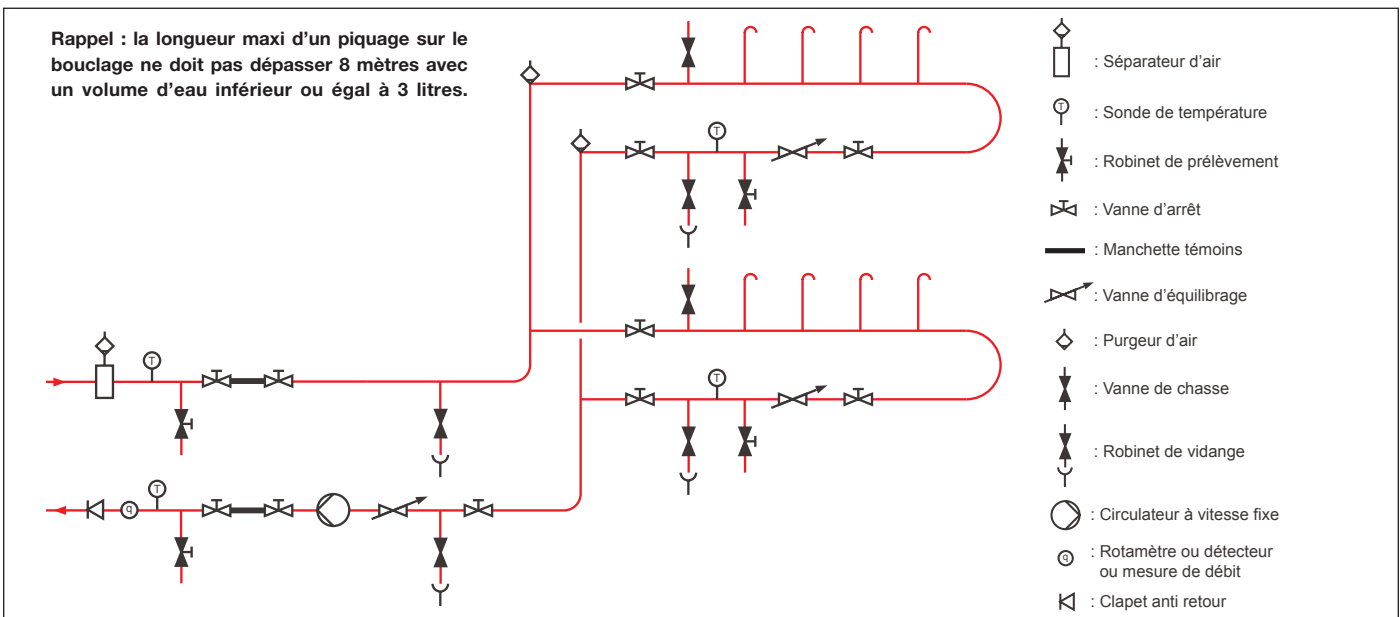 Rappel : la longueur maxi d'un piquage sur le
bouclage ne doit pas dépasser 8 mètres avec
un volume d'eau inférieur ou égal à 3 litres.
: Séparateur d'air
T
: Sonde de température
: Robinet de prélèvement
: Vanne d'arrêt
: Manchette témoins
: Vanne d'équilibrage
: Purgeur d'air
: Vanne de chasse
: Robinet de vidange
: Circulateur à vitesse fixe
q
: Rotamètre ou détecteur
ou mesure de débit
: Clapet anti retour
T
T
T
T
q